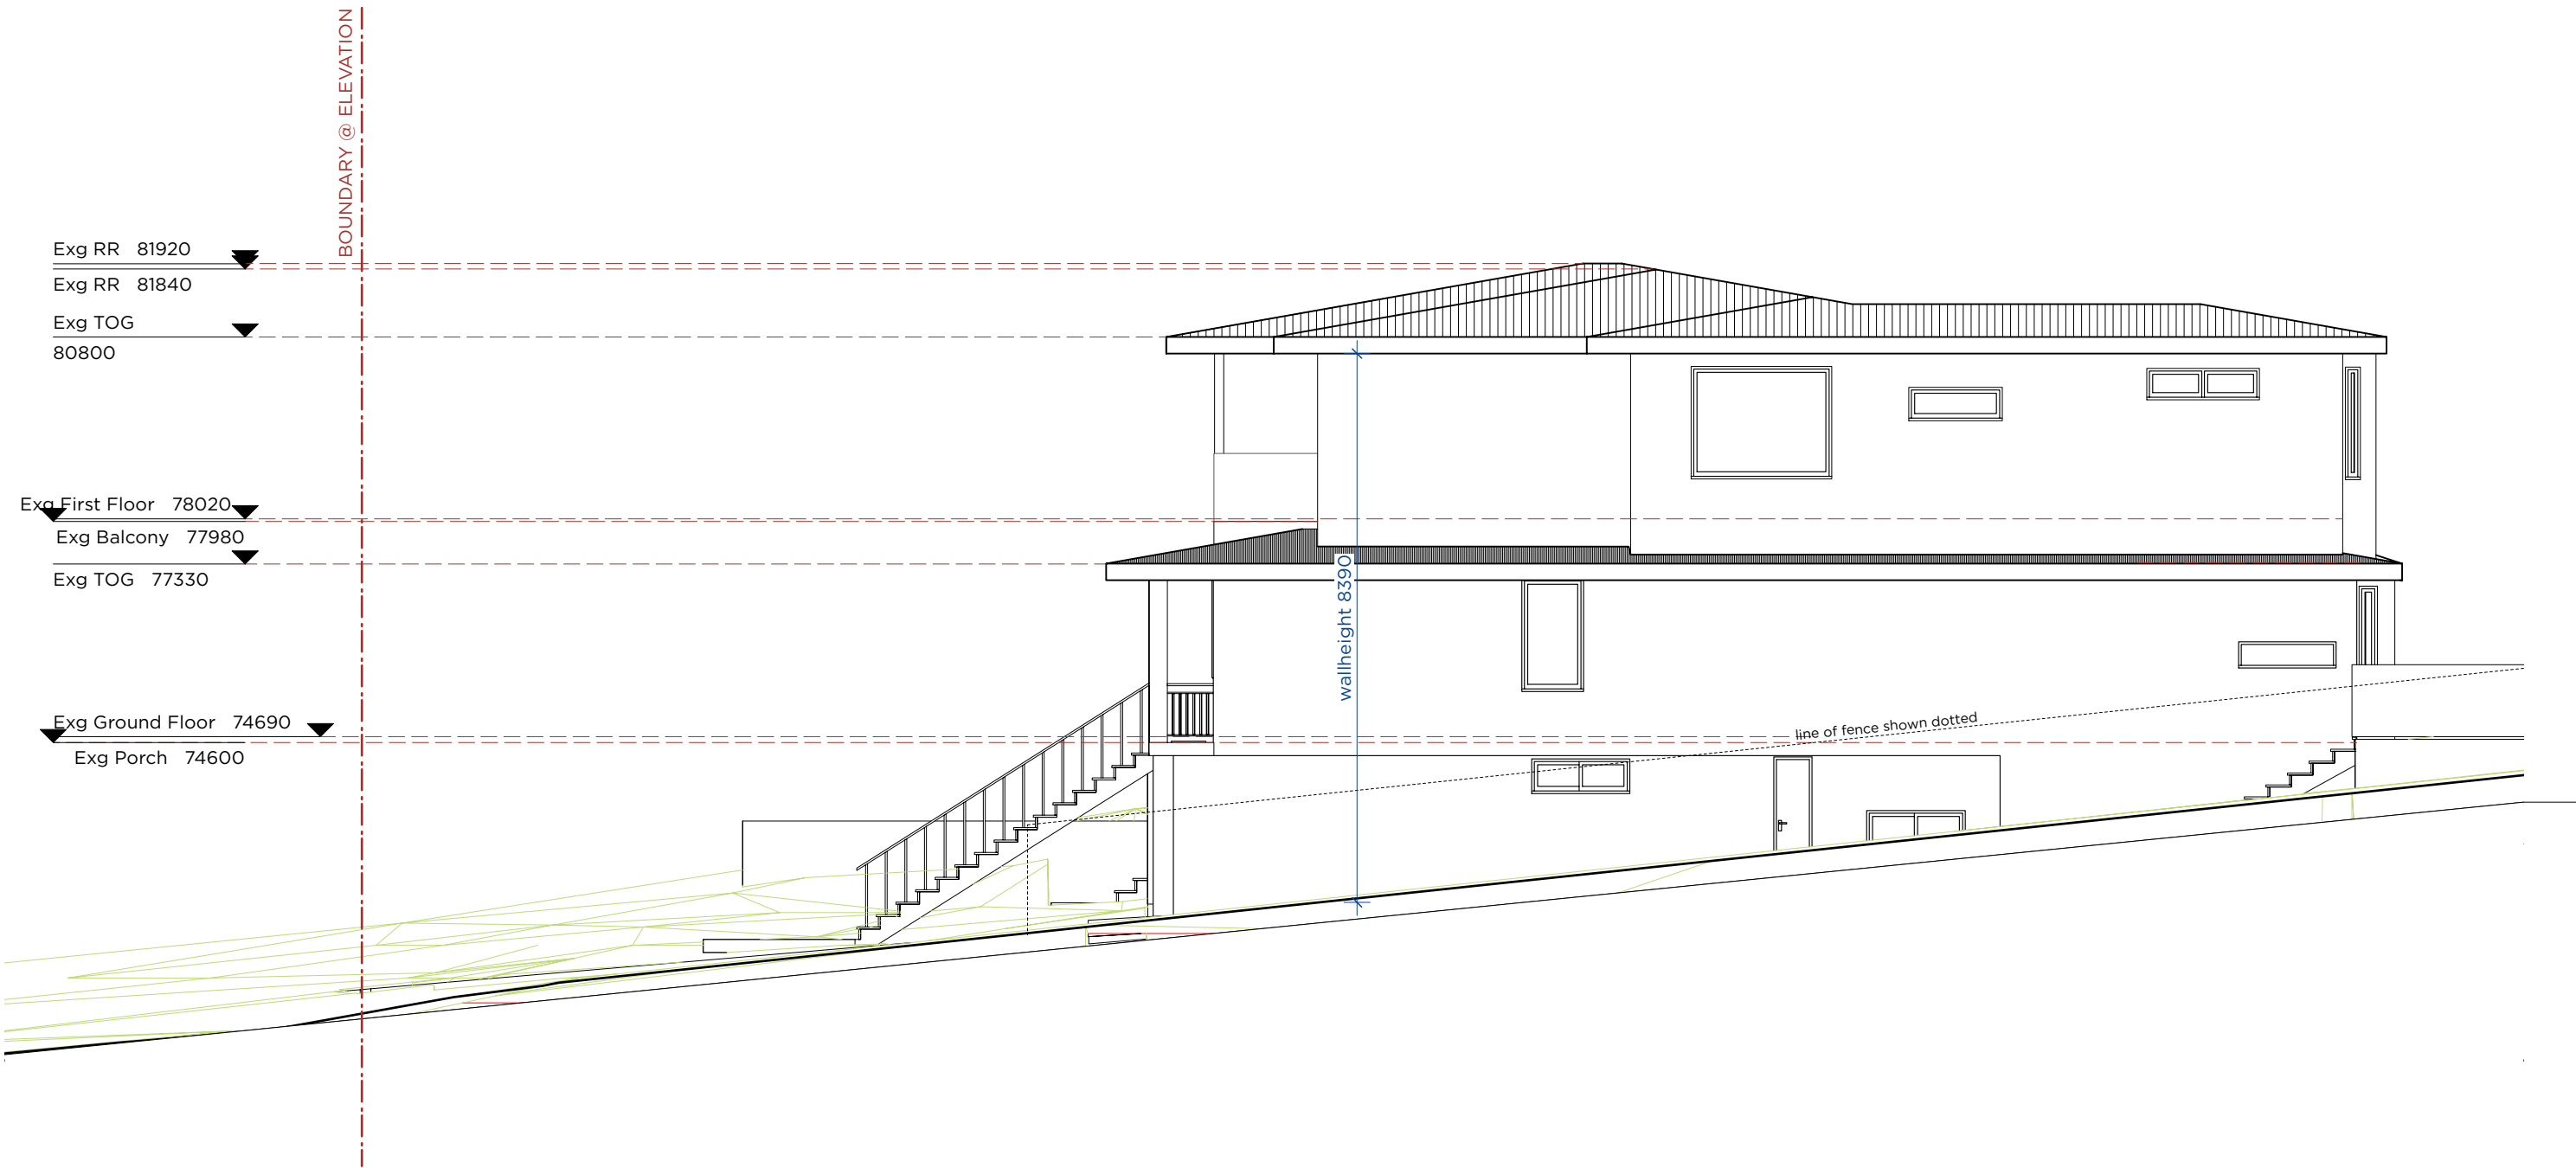 BOUNDARY @ ELEVATION
Exg RR 81920
Exg RR 81840
Exg TOG
80800
Exg First Floor 78020
Exg Balcony 77980
Exg TOG 77330
wallheight 8390
Exg Ground Floor 74690
Exg Porch 74600
line of fence shown dotted